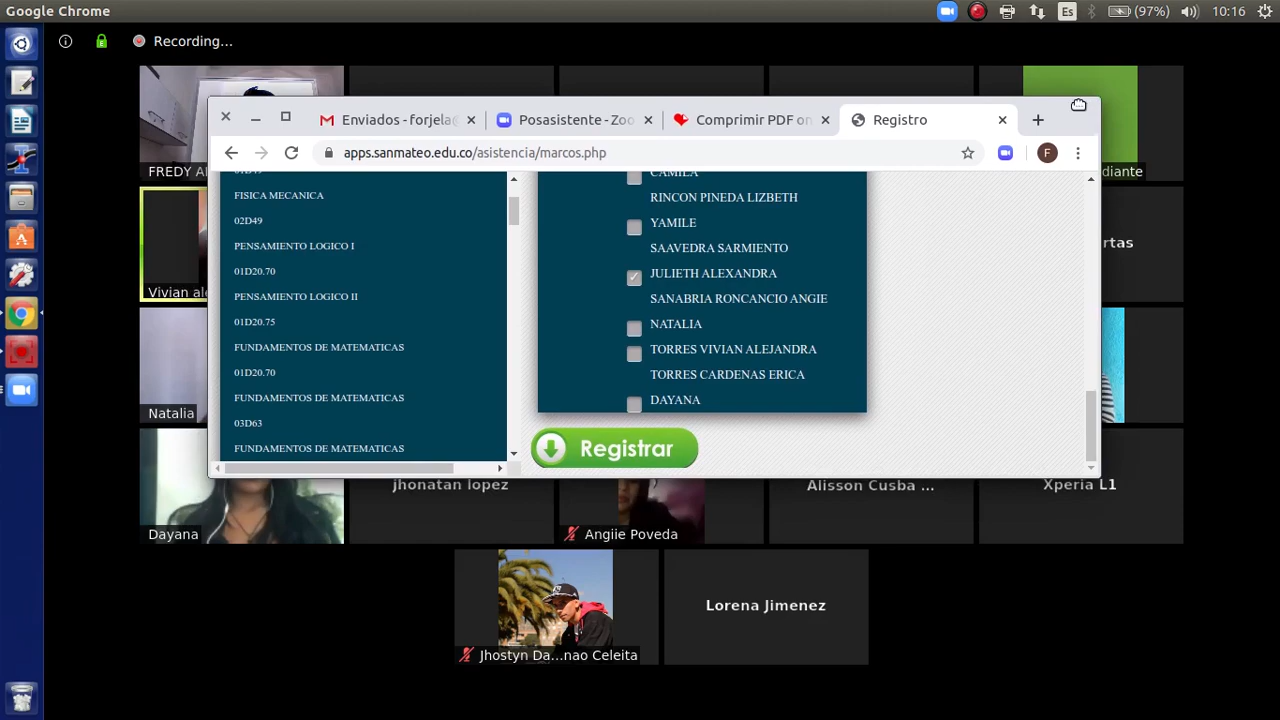 Google Chrome
Es
(97%)
10:16
Recording...
Enviados - forjela@
Posasistente - Zoo
Comprimir PDF on
Registro
apps.sanmateo.edu.co/asistencia/marcos.php
F
FISICA MECANICA
02D49
PENSAMIENTO LOGICO I
01D20.70
PENSAMIENTO LOGICO II
01D20.75
FUNDAMENTOS DE MATEMATICAS
01D20.70
FUNDAMENTOS DE MATEMATICAS
03D63
FUNDAMENTOS DE MATEMATICAS
CAMILA
RINCON PINEDA LIZBETH
YAMILE
SAAVEDRA SARMIENTO
JULIETH ALEXANDRA
SANABRIA RONCANCIO ANGIE
NATALIA
TORRES VIVIAN ALEJANDRA
TORRES CARDENAS ERICA
DAYANA
Registrar
FREDY A
diante
Vivian al
artas
Natalia
Dayana
jhonatan lopez
Angiie Poveda
Alisson Cusba ...
Xperia L1
Jhostyn Da...nao Celeita
Lorena Jimenez